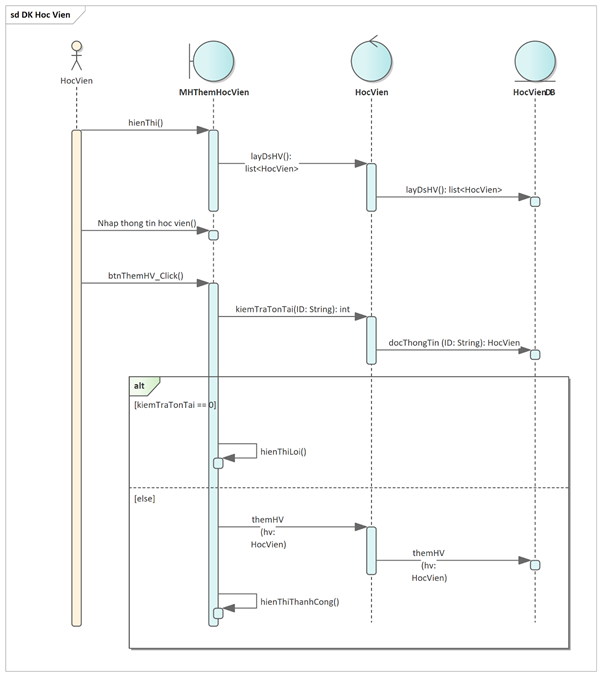 sd DK Hoc Vien
HocVien
MHThemHocVien
HocVien
HocVienDB
hienThi()
layDsHV():
list<HocVien>
layDsHV(): list<HocVien>
Nhap thong tin hoc vien()
btnThemHV_Click()
kiemTraTonTai(ID: String): int
docThongTin (ID: String): HocVien
alt
[kiemTraTonTai == 0]
hienThiLoi()
[else]
themHV
(hv:
HocVien)
themHV
(hv:
HocVien)
hienThiThanhCong()